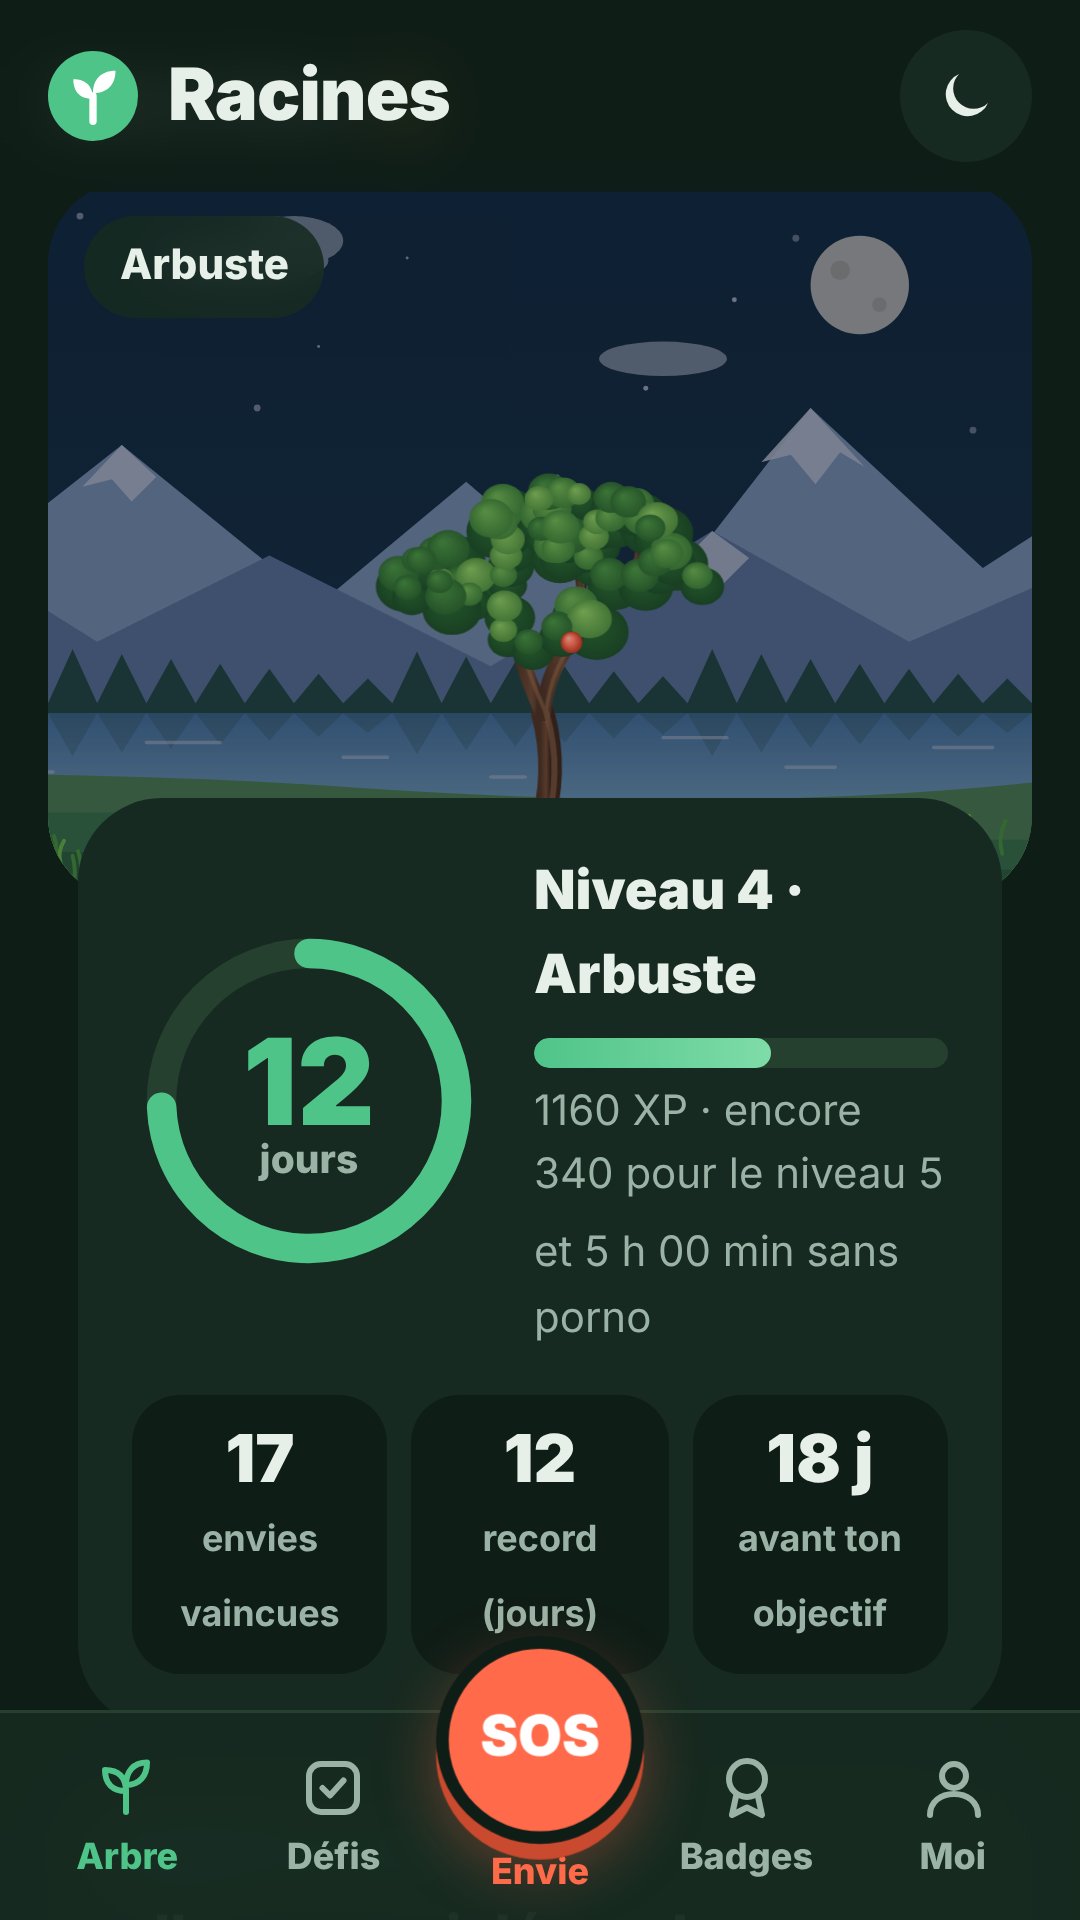 Racines
Arbuste
Niveau 4 ·
Arbuste
12
jours
1160 XP · encore
340 pour le niveau 5
et 5 h 00 min sans
porno
17
envies
vaincues
12
record
(jours)
18 j
avant ton
objectif
SOS
Arbre
Défis
Envie
Badges
Moi